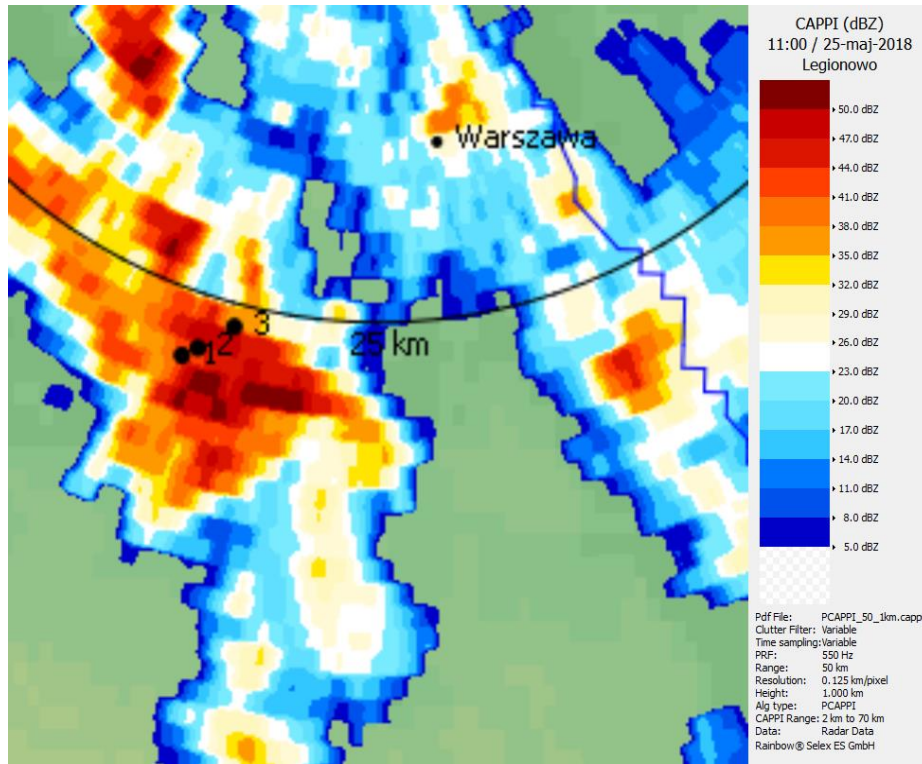 CAPPI (dBZ)
11:00 / 25-maj-2018
Legionowo
50.0 dBZ
47.0 dBZ
44.0 dBZ
41.0 dBZ
38.0 dBZ
35.0 dBZ
32.0 dBZ
29.0 dBZ
26.0 dBZ
23.0 dBZ
20.0 dBZ
17.0 dBZ
14.0 dBZ
11.0 dBZ
8.0 dBZ
5.0 dBZ
Warszawa
3
2
1
25 km
Pdf File: PCAPPI_50_1km.capp
Clutter Filter: Variable
Time sampling:Variable
PRF: 550 Hz
Range: 50 km
Resolution: 0.125 km/pixel
Height: 1.000 km
Alg type: PCAPPI
CAPPI Range: 2 km to 70 km
Data: Radar Data
Rainbow® Selex ES GmbH